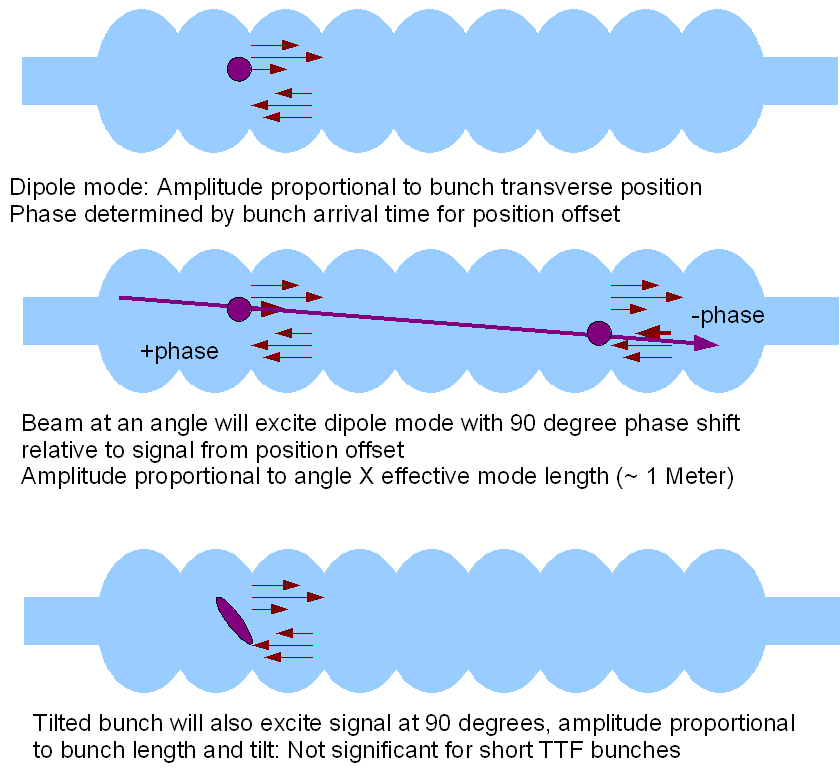 Dipole mode: Amplitude proportional to bunch transverse position
Phase determined by bunch arrival time for position offset
-phase
+phase
Beam at an angle will excite dipole mode with 90 degree phase shift
relative to signal from position offset
Amplitude proportional to angle X effective mode length (~ 1 Meter)
Tilted bunch will also excite signal at 90 degrees, amplitude proportional
to bunch length and tilt: Not significant for short TTF bunches